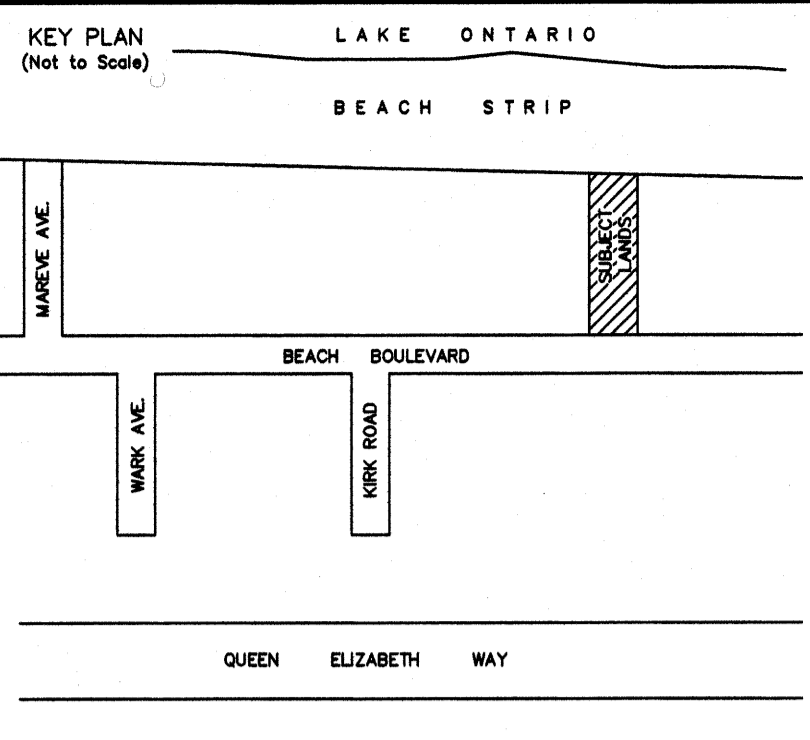 KEY PLAN
(Not to Scale)
LAKE ONTARIO
BEACH STRIP
MAREVE AVE.
SUBJECT
LANDS
BEACH BOULEVARD
WARK AVE.
KIRK ROAD
QUEEN ELIZABETH WAY